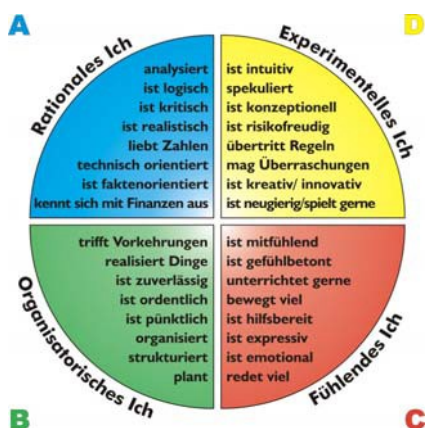 A
Rationales Ich
analysiert
ist logisch
ist kritisch
ist realistisch
liebt Zahlen
technisch orientiert
ist faktenorientiert
kennt sich mit Finanzen aus
D
Experimentelles Ich
ist intuitiv
spekuliert
ist konzeptionell
ist risikofreudig
übertritt Regeln
mag Überraschungen
ist kreativ/ innovativ
ist neugierig/spielt gerne
B
Organisatorisches Ich
trifft Vorkehrungen
realisiert Dinge
ist zuverlässig
ist ordentlich
ist pünktlich
organisiert
strukturiert
plant
C
Fühlendes Ich
ist mitfühlend
ist gefühlbetont
unterrichtet gerne
bewegt viel
ist hilfsbereit
ist expressiv
ist emotional
redet viel